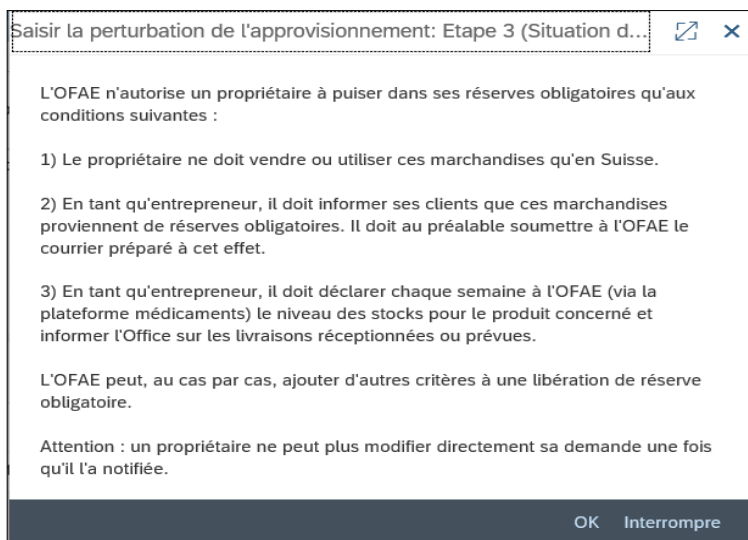 Saisir la perturbation de l'approvisionnement: Etape 3 (Situation d...
L'OFAE n'autorise un propriétaire à puiser dans ses réserves obligatoires qu'aux
conditions suivantes :
1) Le propriétaire ne doit vendre ou utiliser ces marchandises qu'en Suisse.
2) En tant qu'entrepreneur, il doit informer ses clients que ces marchandises
proviennent de réserves obligatoires. Il doit au préalable soumettre à l'OFAE le
courrier préparé à cet effet.
3) En tant qu'entrepreneur, il doit déclarer chaque semaine à l'OFAE (via la
plateforme médicaments) le niveau des stocks pour le produit concerné et
informer l'Office sur les livraisons réceptionnées ou prévues.
L'OFAE peut, au cas par cas, ajouter d'autres critères à une libération de réserve
obligatoire.
Attention : un propriétaire ne peut plus modifier directement sa demande une fois
qu'il l'a notifiée.
OK Interrompre